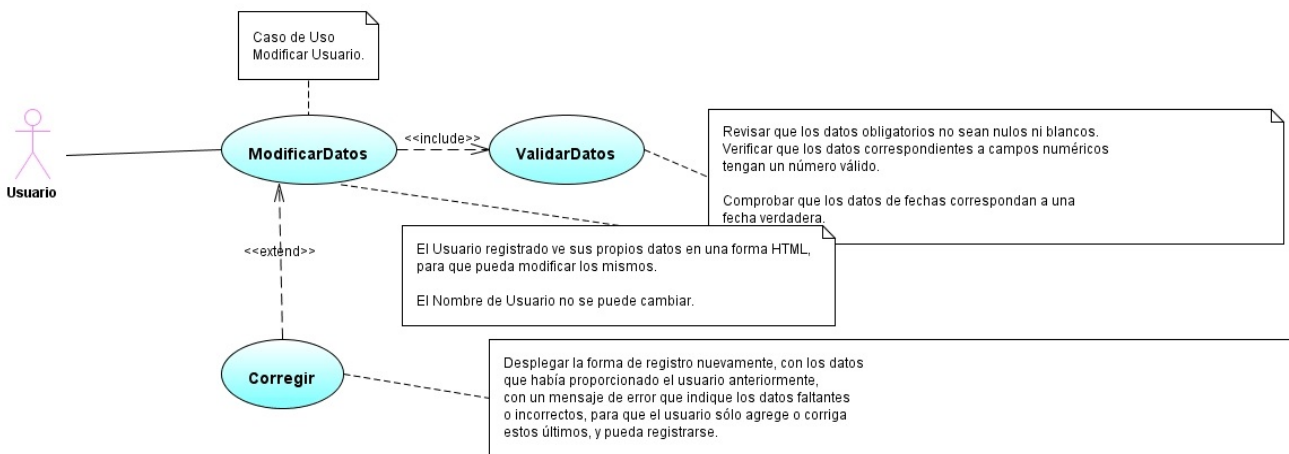 Caso de Uso
Modificar Usuario.
Usuario
ModificarDatos
<<include>>
ValidarDatos
Revisar que los datos obligatorios no sean nulos ni blancos.
Verificar que los datos correspondientes a campos numéricos
tengan un número válido.
Comprobar que los datos de fechas correspondan a una
fecha verdadera.
<<extend>>
El Usuario registrado ve sus propios datos en una forma HTML,
para que pueda modificar los mismos.
El Nombre de Usuario no se puede cambiar.
Corregir
Desplegar la forma de registro nuevamente, con los datos
que había proporcionado el usuario anteriormente,
con un mensaje de error que indique los datos faltantes
o incorrectos, para que el usuario sólo agrege o corriga
estos últimos, y pueda registrarse.